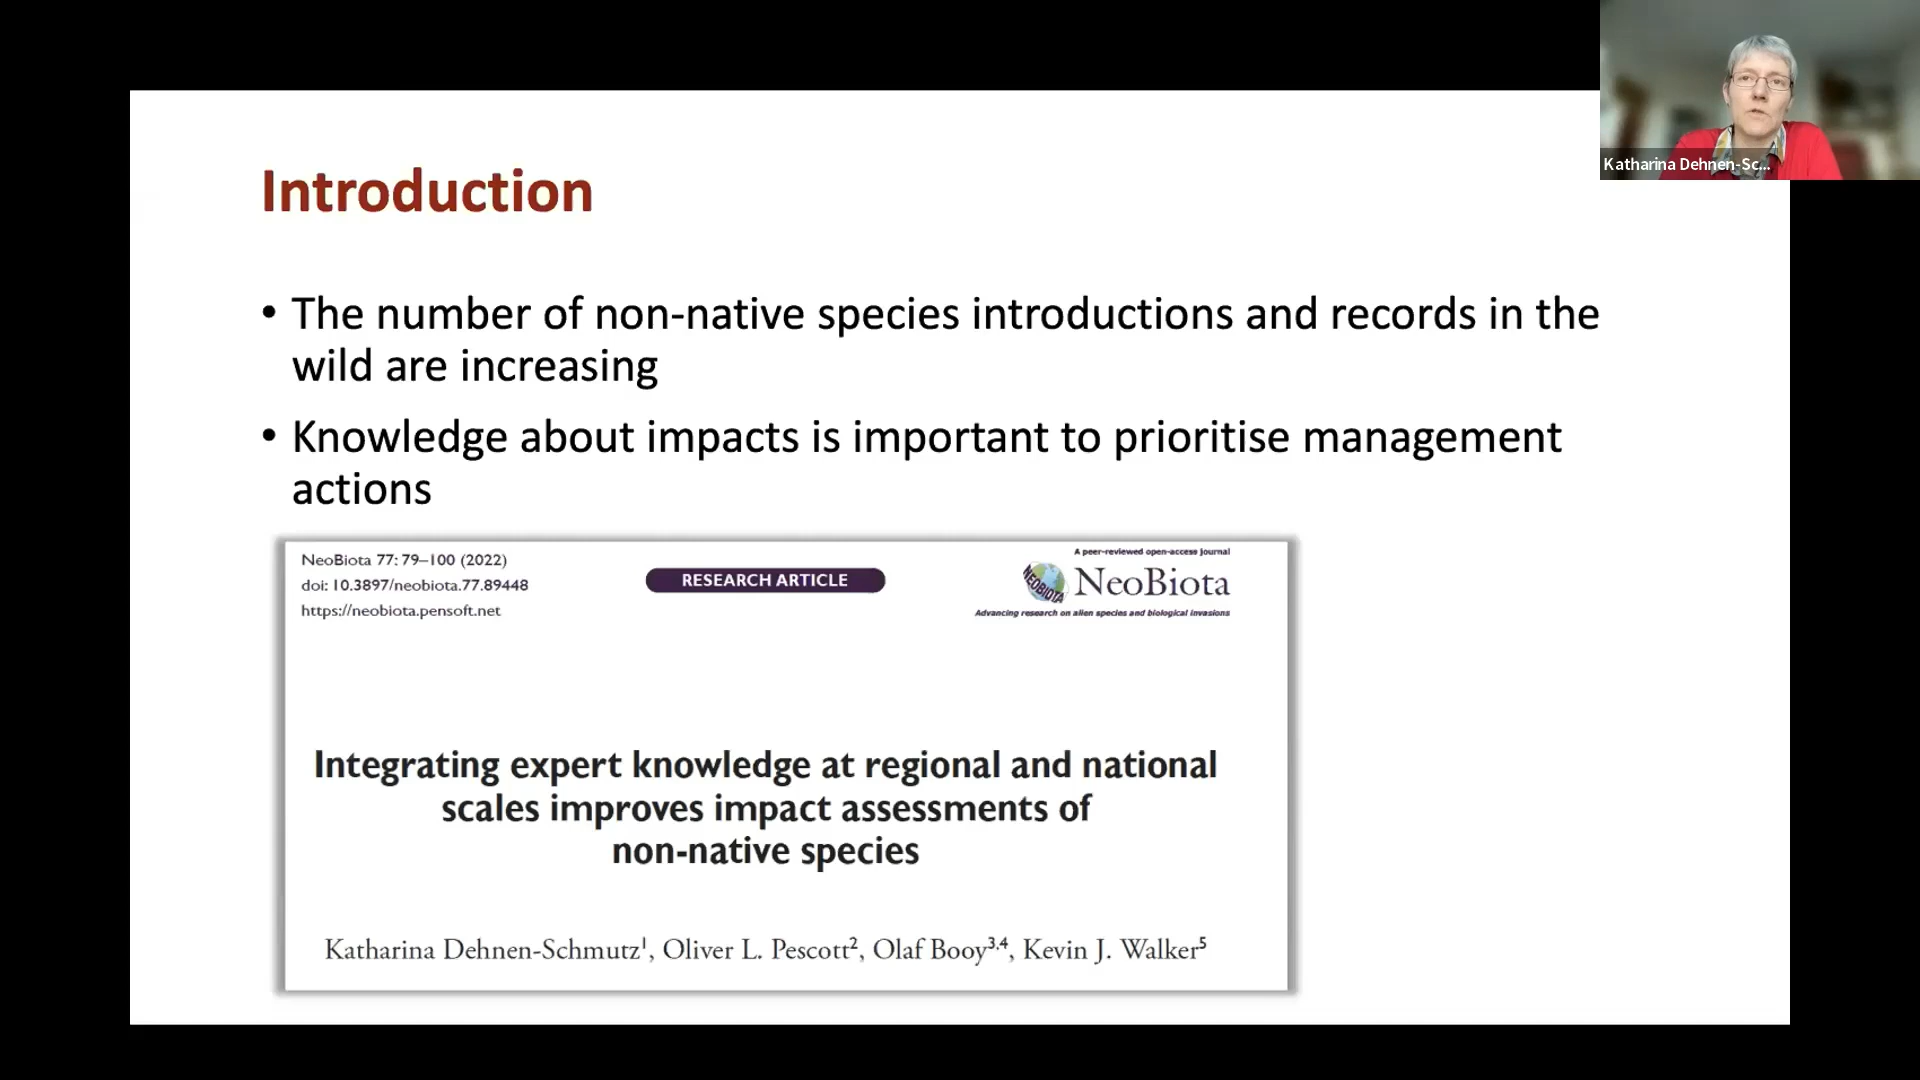 Katharina Dehnen-Sc...
Introduction
• The number of non-native species introductions and records in the
wild are increasing
• Knowledge about impacts is important to prioritise management
actions
NeoBiota 77: 79–100 (2022)
doi: 10.3897/neobiota.77.89448
https://neobiota.pensoft.net
RESEARCH ARTICLE
A peer-reviewed open-access journal
NEOBIOTA
NeoBiota
Advancing research on alien species and biological invasions
Integrating expert knowledge at regional and national
scales improves impact assessments of
non-native species
Katharina Dehnen-Schmutz¹, Oliver L. Pescott², Olaf Booy³,⁴, Kevin J. Walker⁵